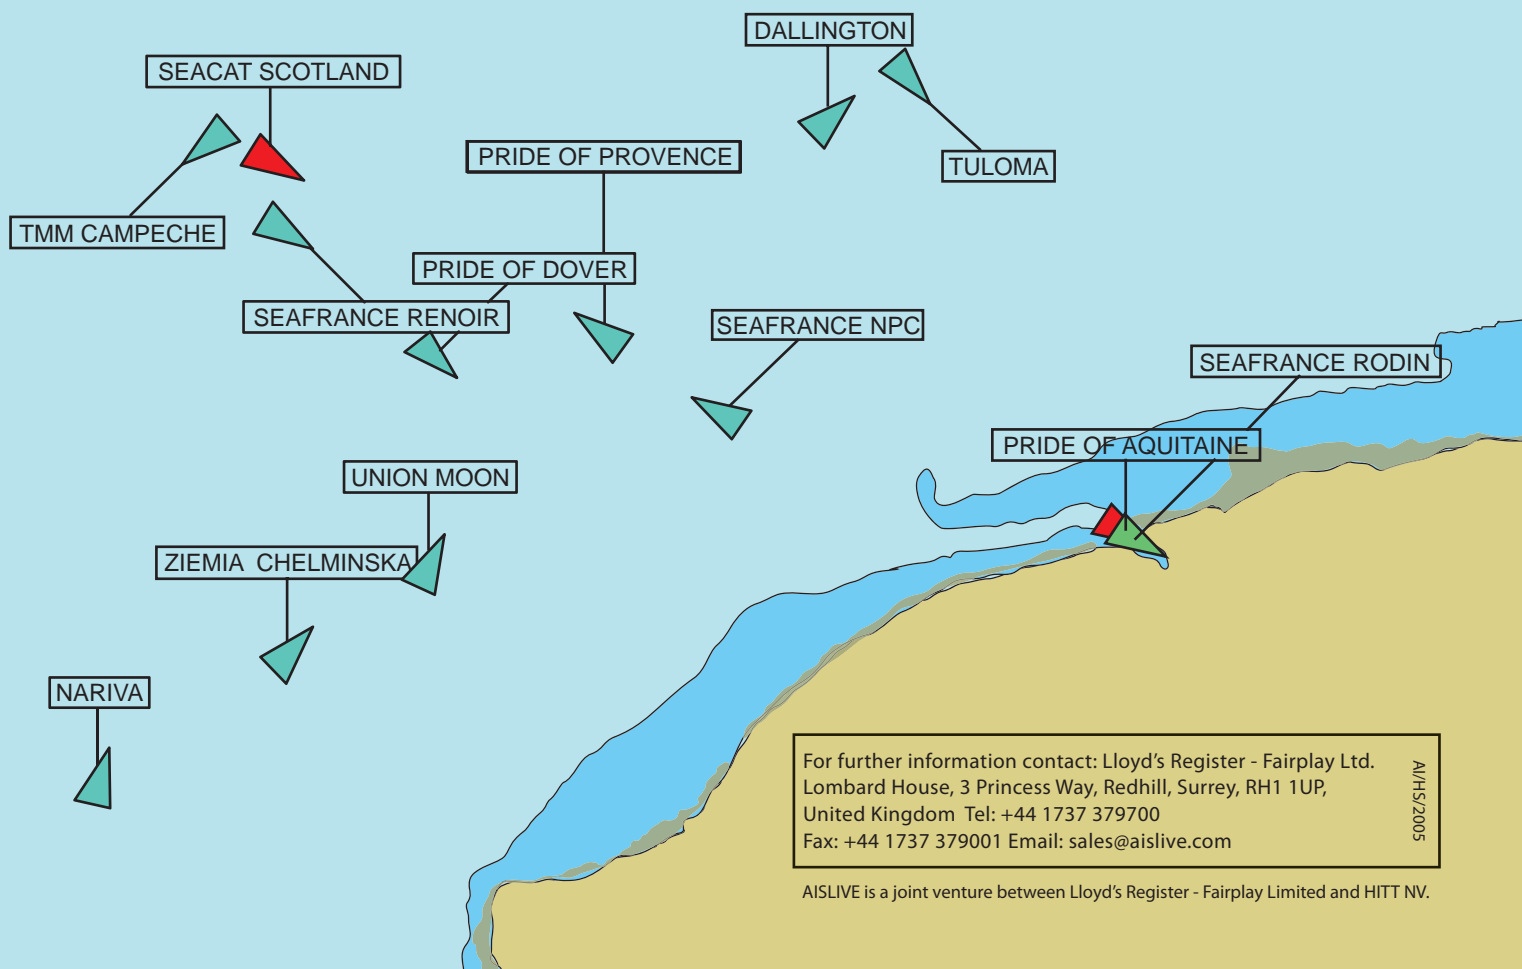 DALLINGTON
SEACAT SCOTLAND
PRIDE OF PROVENCE
TULOMA
TMM CAMPECHE
PRIDE OF DOVER
SEAFRANCE RENOIR
SEAFRANCE NPC
SEAFRANCE RODIN
PRIDE OF AQUITAINE
UNION MOON
ZIEMIA CHELMINSKA
NARIVA
For further information contact: Lloyd's Register - Fairplay Ltd.
Lombard House, 3 Princess Way, Redhill, Surrey, RH1 1UP,
United Kingdom Tel: +44 1737 379700
Fax: +44 1737 379001 Email: sales@aislive.com
AI/HS/2005
AISLIVE is a joint venture between Lloyd's Register - Fairplay Limited and HITT NV.